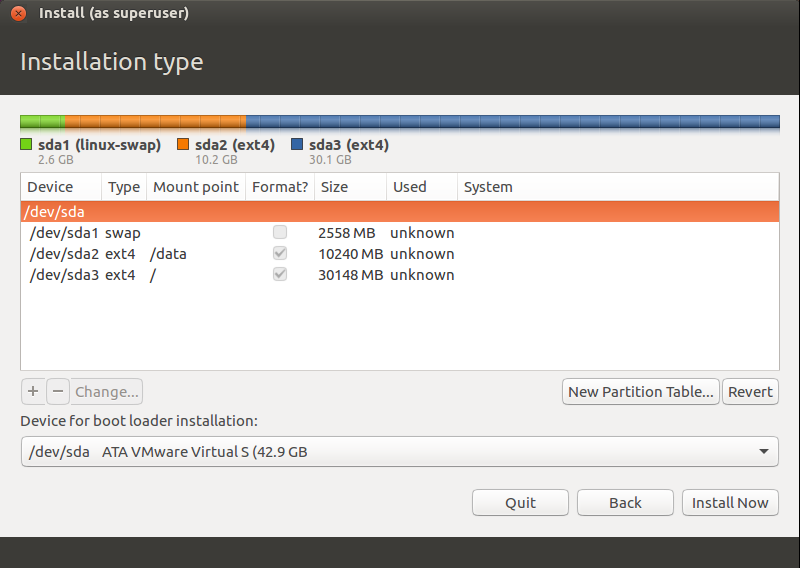 Install (as superuser)
Installation type
sda1 (linux-swap) sda2 (ext4) sda3 (ext4)
2.6 GB 10.2 GB 30.1 GB
Device Type Mount point Format? Size Used System
/dev/sda
/dev/sda1 swap 2558 MB unknown
/dev/sda2 ext4 /data 10240 MB unknown
/dev/sda3 ext4 / 30148 MB unknown
+ − Change... New Partition Table... Revert
Device for boot loader installation:
/dev/sda ATA VMware Virtual S (42.9 GB
Quit Back Install Now